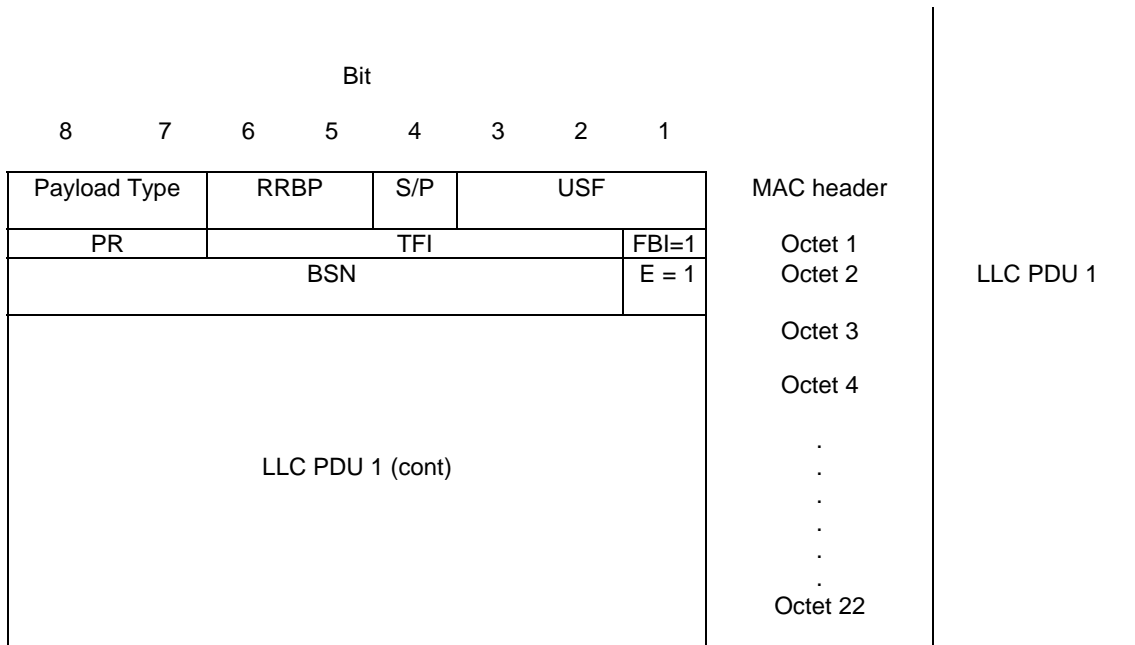 Bit
8 7 6 5 4 3 2 1
Payload Type RRBP S/P USF MAC header
PR TFI FBI=1 Octet 1
BSN E = 1 Octet 2 LLC PDU 1
Octet 3
Octet 4
.
LLC PDU 1 (cont) .
.
.
.
.
Octet 22